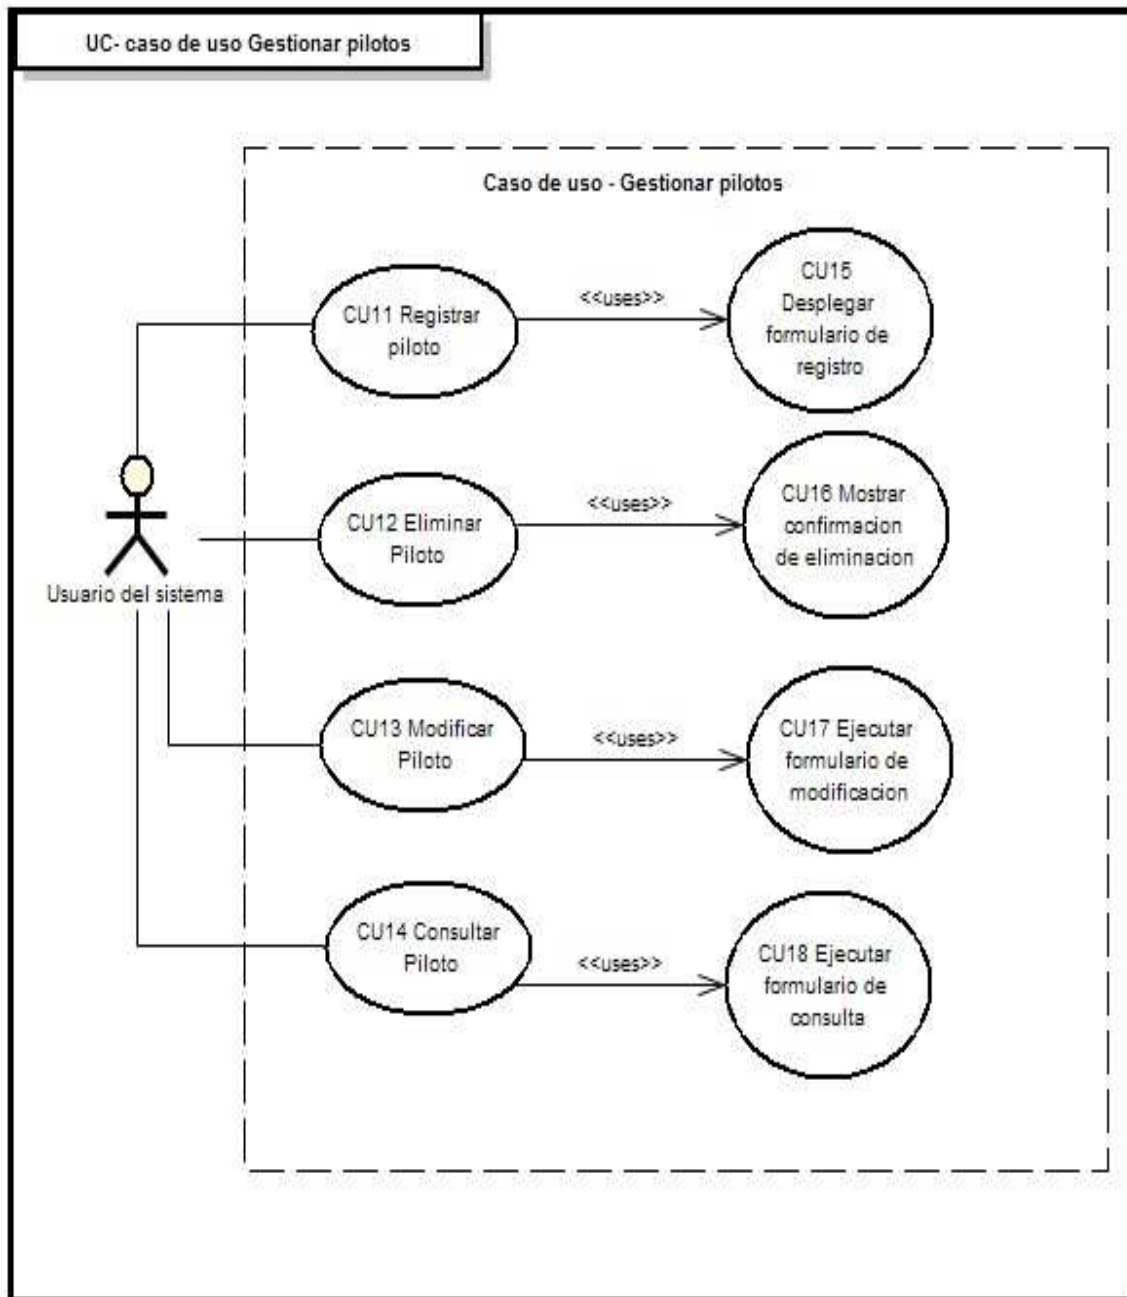 UC- caso de uso Gestionar pilotos
Caso de uso - Gestionar pilotos
CU11 Registrar
piloto
<<uses>>
CU15
Desplegar
formulario de
registro
CU12 Eliminar
Piloto
<<uses>>
CU16 Mostrar
confirmacion
de eliminacion
Usuario del sistema
CU13 Modificar
Piloto
<<uses>>
CU17 Ejecutar
formulario de
modificacion
CU14 Consultar
Piloto
<<uses>>
CU18 Ejecutar
formulario de
consulta